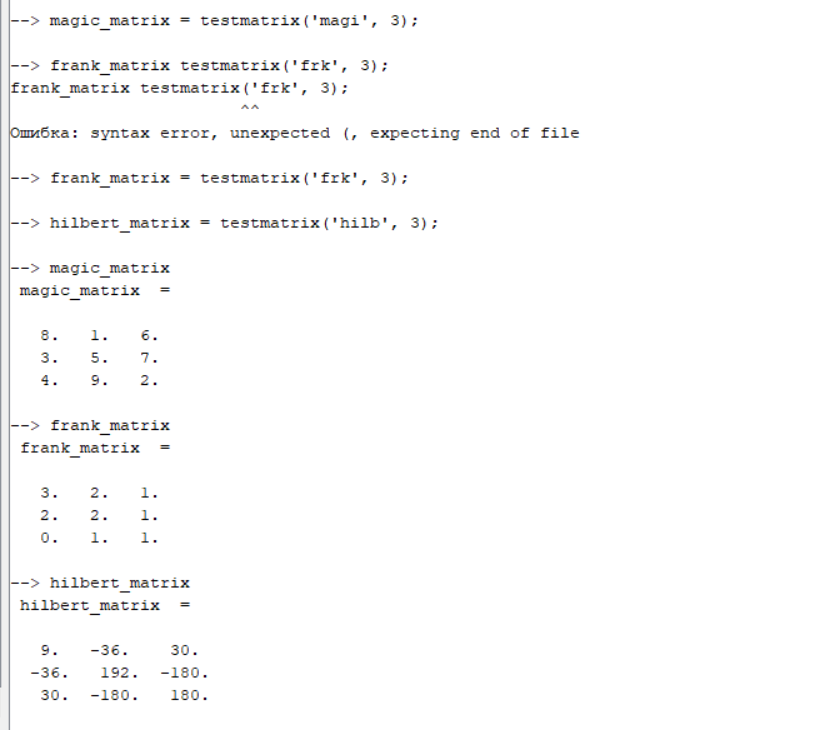 --> magic_matrix = testmatrix('magi', 3);
--> frank_matrix testmatrix('frk', 3);
frank_matrix testmatrix('frk', 3);
^^
Ошибка: syntax error, unexpected (, expecting end of file
--> frank_matrix = testmatrix('frk', 3);
--> hilbert_matrix = testmatrix('hilb', 3);
--> magic_matrix
magic_matrix  =
8.   1.   6.
3.   5.   7.
4.   9.   2.
--> frank_matrix
frank_matrix  =
3.   2.   1.
2.   2.   1.
0.   1.   1.
--> hilbert_matrix
hilbert_matrix  =
9.   -36.    30.
-36.   192.  -180.
30.  -180.   180.